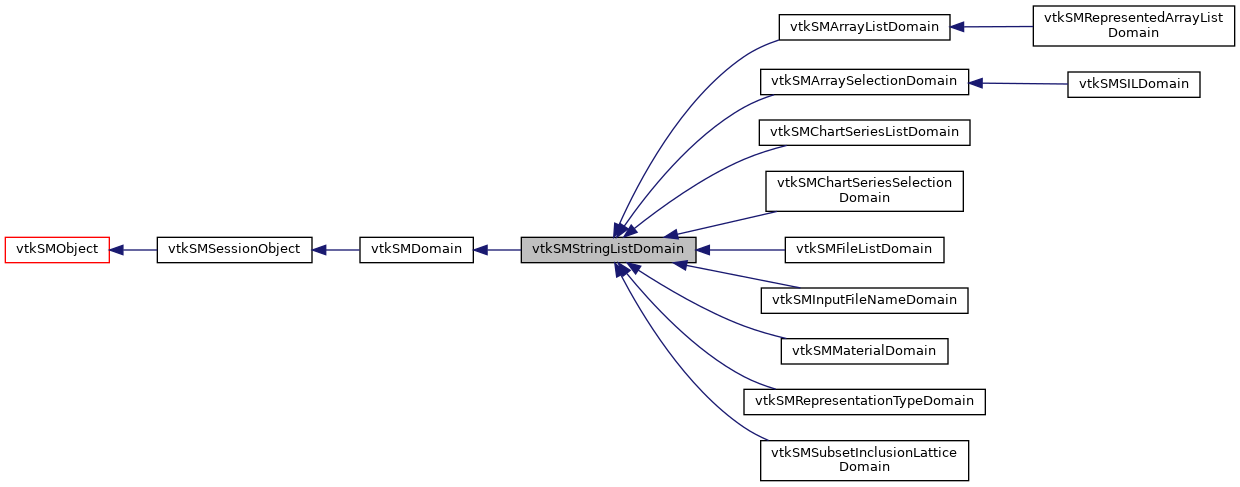 vtkSMArrayListDomain
vtkSMRepresentedArrayList
Domain
vtkSMArraySelectionDomain
vtkSMSILDomain
vtkSMChartSeriesListDomain
vtkSMChartSeriesSelection
Domain
vtkSMObject
vtkSMSessionObject
vtkSMDomain
vtkSMStringListDomain
vtkSMFileListDomain
vtkSMInputFileNameDomain
vtkSMMaterialDomain
vtkSMRepresentationTypeDomain
vtkSMSubsetInclusionLattice
Domain